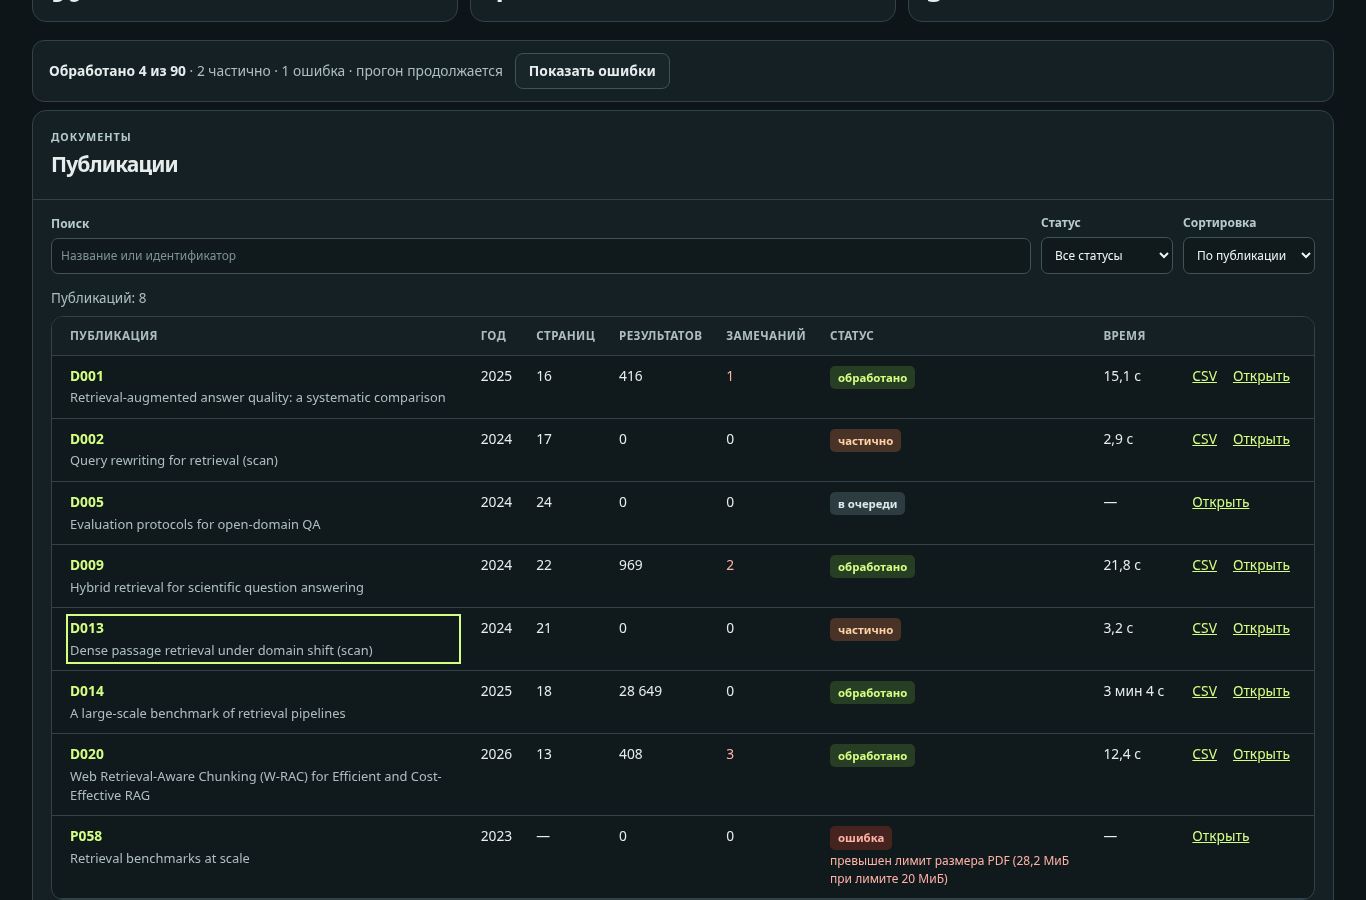 Обработано 4 из 90 · 2 частично · 1 ошибка · прогон продолжается Показать ошибки
ДОКУМЕНТЫ
Публикации
Поиск Статус Сортировка
Название или идентификатор Все статусы По публикации
Публикаций: 8
ПУБЛИКАЦИЯ ГОД СТРАНИЦ РЕЗУЛЬТАТОВ ЗАМЕЧАНИЙ СТАТУС ВРЕМЯ
D001 2025 16 416 1 обработано 15,1 с CSV Открыть
Retrieval-augmented answer quality: a systematic comparison
D002 2024 17 0 0 частично 2,9 с CSV Открыть
Query rewriting for retrieval (scan)
D005 2024 24 0 0 в очереди — Открыть
Evaluation protocols for open-domain QA
D009 2024 22 969 2 обработано 21,8 с CSV Открыть
Hybrid retrieval for scientific question answering
D013 2024 21 0 0 частично 3,2 с CSV Открыть
Dense passage retrieval under domain shift (scan)
D014 2025 18 28 649 0 обработано 3 мин 4 с CSV Открыть
A large-scale benchmark of retrieval pipelines
D020 2026 13 408 3 обработано 12,4 с CSV Открыть
Web Retrieval-Aware Chunking (W-RAC) for Efficient and Cost-
Effective RAG
P058 2023 — 0 0 ошибка — Открыть
Retrieval benchmarks at scale превышен лимит размера PDF (28,2 МиБ
при лимите 20 МиБ)